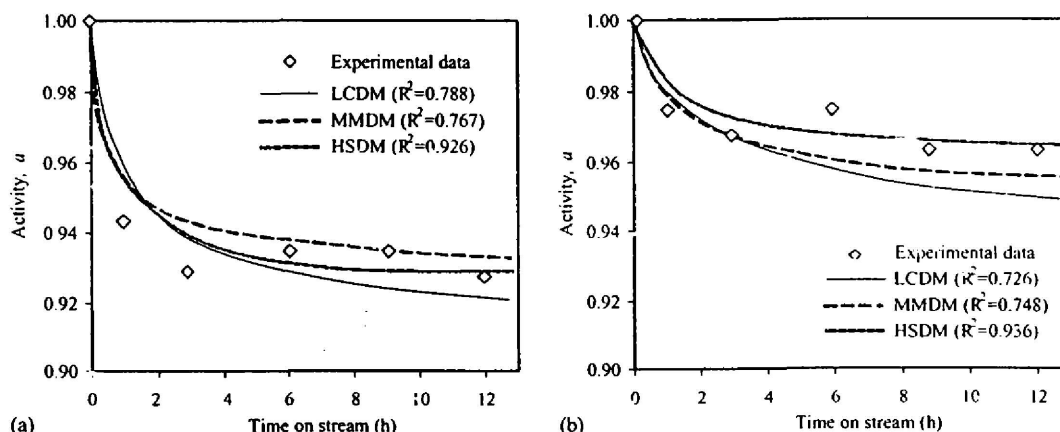 1.00
0.98
0.96
0.94
0.92
0.90
Activity, a
Experimental data
LCDM (R²=0.788)
MMDM (R²=0.767)
HSDM (R²=0.926)
0 2 4 6 8 10 12
(a) Time on stream (h)
1.00
0.98
0.96
0.94
0.92
0.90
Activity, a
Experimental data
LCDM (R²=0.726)
MMDM (R²=0.748)
HSDM (R²=0.936)
0 2 4 6 8 10 12
(b) Time on stream (h)